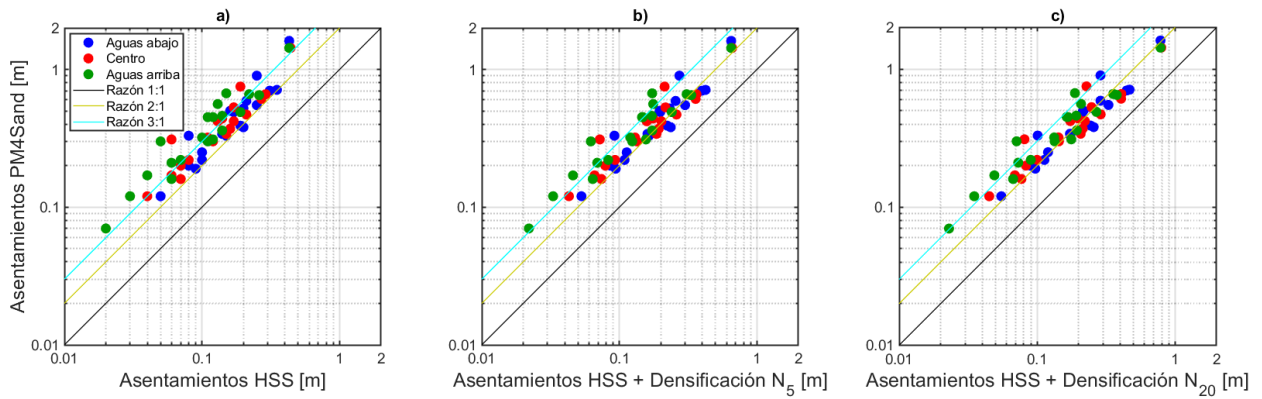 a)
b)
c)
Asentamientos PM4Sand [m]
2
1
0.1
0.01
Aguas abajo
Centro
Aguas arriba
Razón 1:1
Razón 2:1
Razón 3:1
0.01 0.1 1 2
Asentamientos HSS [m]
2
1
0.1
0.01
0.01 0.1 1 2
Asentamientos HSS + Densificación N5 [m]
2
1
0.1
0.01
0.01 0.1 1 2
Asentamientos HSS + Densificación N20 [m]